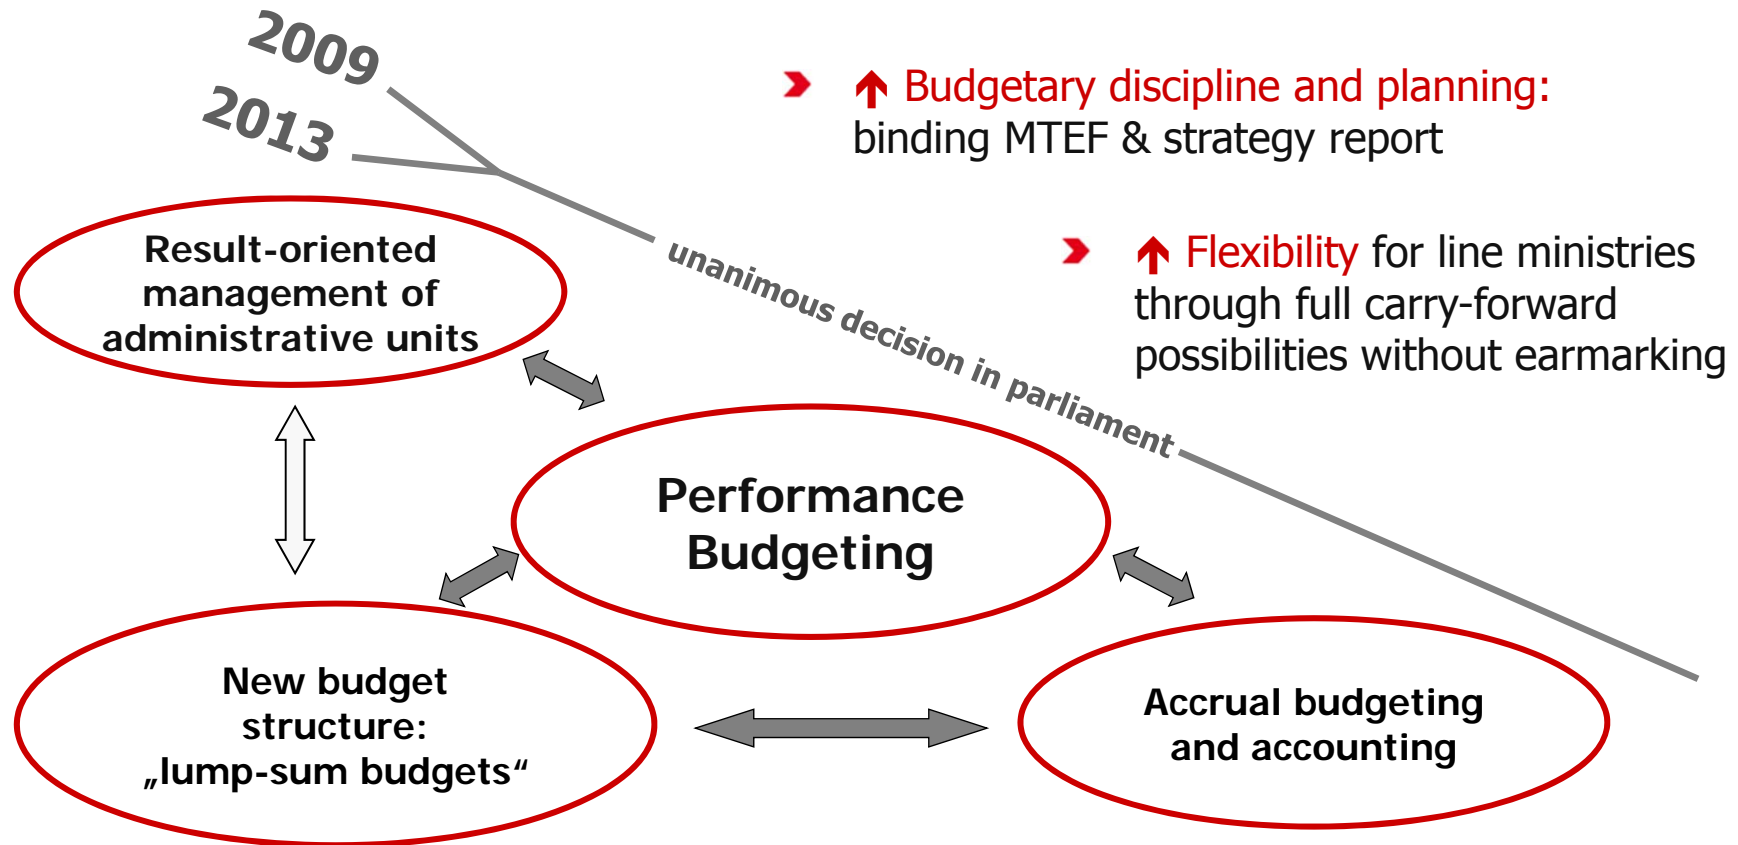 2009
2013
↑ Budgetary discipline and planning:
binding MTEF & strategy report
↑ Flexibility for line ministries
through full carry-forward
possibilities without earmarking
unanimous decision in parliament
Result-oriented
management of
administrative units
Performance
Budgeting
New budget
structure:
„lump-sum budgets“
Accrual budgeting
and accounting